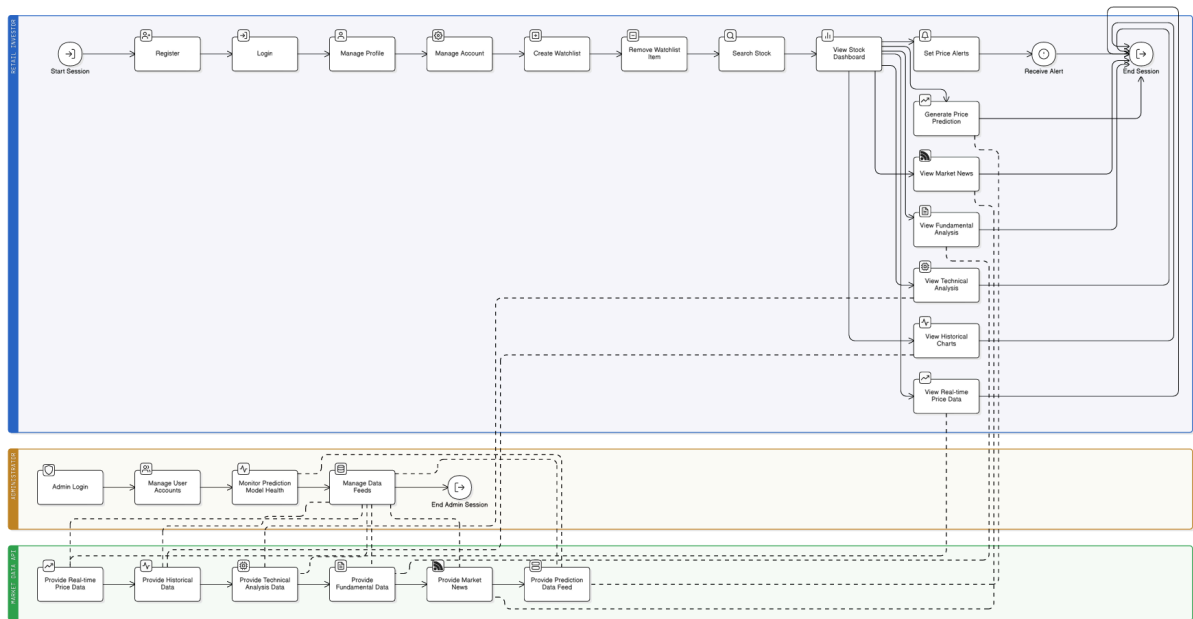 RETAIL INVESTOR
Start Session
Register
Login
Manage Profile
Manage Account
Create Watchlist
Remove Watchlist
Item
Search Stock
View Stock
Dashboard
Set Price Alerts
Receive Alert
End Session
Generate Price
Prediction
View Market News
View Fundamental
Analysis
View Technical
Analysis
View Historical
Charts
View Real-time
Price Data
ADMINISTRATOR
Admin Login
Manage User
Accounts
Monitor Prediction
Model Health
Manage Data
Feeds
End Admin Session
MARKET DATA API
Provide Real-time
Price Data
Provide Historical
Data
Provide Technical
Analysis Data
Provide
Fundamental Data
Provide Market
News
Provide Prediction
Data Feed